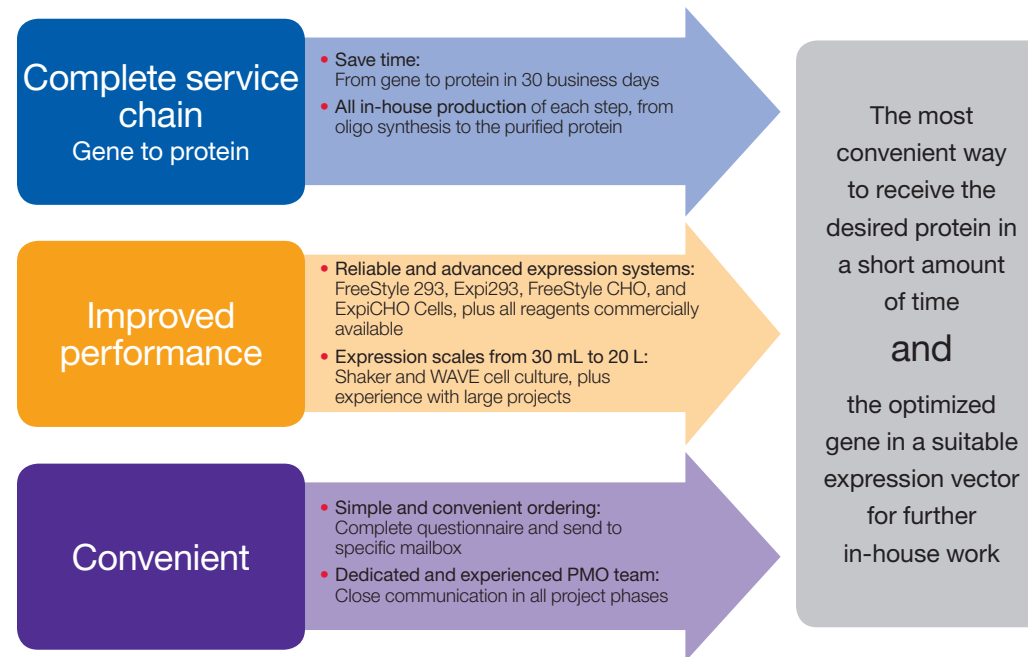 Complete service
chain
Gene to protein
• Save time:
From gene to protein in 30 business days
• All in-house production of each step, from
oligo synthesis to the purified protein
Improved
performance
• Reliable and advanced expression systems:
FreeStyle 293, Expi293, FreeStyle CHO, and
ExpiCHO Cells, plus all reagents commercially
available
• Expression scales from 30 mL to 20 L:
Shaker and WAVE cell culture, plus
experience with large projects
Convenient
• Simple and convenient ordering:
Complete questionnaire and send to
specific mailbox
• Dedicated and experienced PMO team:
Close communication in all project phases
The most
convenient way
to receive the
desired protein in
a short amount
of time
and
the optimized
gene in a suitable
expression vector
for further
in-house work